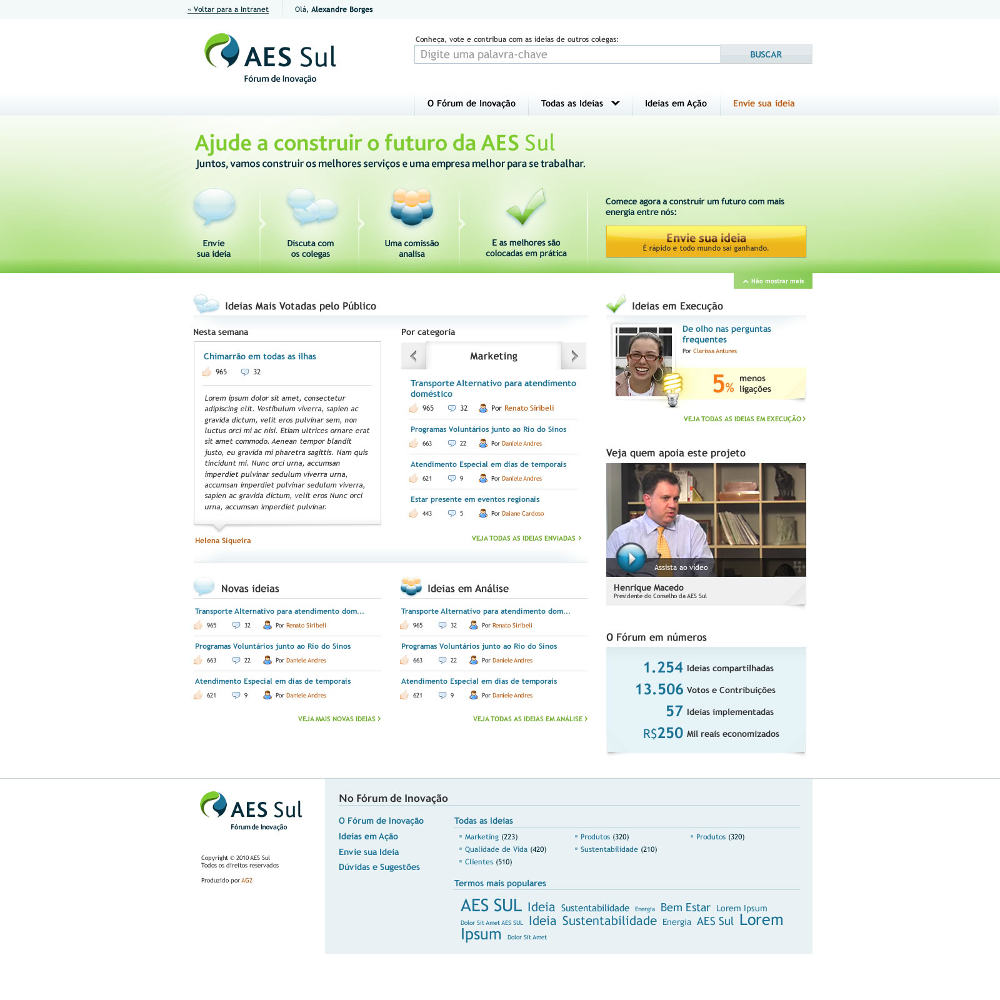 « Voltar para a Intranet
Olá, Alexandre Borges
AES Sul
Fórum de Inovação
Conheça, vote e contribua com as ideias de outros colegas:
Digite uma palavra-chave
BUSCAR
O Fórum de Inovação
Todas as Ideias
Ideias em Ação
Envie sua ideia
Ajude a construir o futuro da AES Sul
Juntos, vamos construir os melhores serviços e uma empresa melhor para se trabalhar.
Envie
sua ideia
Discuta com
os colegas
Uma comissão
analisa
E as melhores são
colocadas em prática
Comece agora a construir um futuro com mais
energia entre nós:
Envie sua ideia
É rápido e todo mundo sai ganhando.
Não mostrar mais
Ideias Mais Votadas pelo Público
Nesta semana
Chimarrão em todas as ilhas
965 32
Lorem ipsum dolor sit amet, consectetur
adipiscing elit. Vestibulum viverra, sapien ac
gravida dictum, velit eros pulvinar sem, non
luctus orci mi ac nisi. Etiam ultrices ornare erat
sit amet commodo. Aenean tempor blandit
justo, eu gravida mi pharetra sagittis. Nam quis
tincidunt mi. Nunc orci urna, accumsan
imperdiet pulvinar sedulum viverra urna,
accumsan imperdiet pulvinar sedulum viverra,
sapien ac gravida dictum, velit eros Nunc orci
urna, accumsan imperdiet pulvinar.
Helena Siqueira
Por categoria
Marketing
Transporte Alternativo para atendimento
doméstico
965 32 Por Renato Siribeli
Programas Voluntários junto ao Rio do Sinos
663 22 Por Daniele Andres
Atendimento Especial em dias de temporais
621 9 Por Daniele Andres
Estar presente em eventos regionais
443 5 Por Daiane Cardoso
VEJA TODAS AS IDEIAS ENVIADAS >
Ideias em Execução
De olho nas perguntas
frequentes
Por Clarissa Antunes
5% menos
ligações
VEJA TODAS AS IDEIAS EM EXECUÇÃO >
Veja quem apoia este projeto
Assista ao vídeo
Henrique Macedo
Presidente do Conselho da AES Sul
Novas ideias
Transporte Alternativo para atendimento dom...
965 32 Por Renato Siribeli
Programas Voluntários junto ao Rio do Sinos
663 22 Por Daniele Andres
Atendimento Especial em dias de temporais
621 9 Por Daniele Andres
VEJA MAIS NOVAS IDEIAS >
Ideias em Análise
Transporte Alternativo para atendimento dom...
965 32 Por Renato Siribeli
Programas Voluntários junto ao Rio do Sinos
663 22 Por Daniele Andres
Atendimento Especial em dias de temporais
621 9 Por Daniele Andres
VEJA TODAS AS IDEIAS EM ANÁLISE >
O Fórum em números
1.254 Ideias compartilhadas
13.506 Votos e Contribuições
57 Ideias implementadas
R$250 Mil reais economizados
AES Sul
Fórum de Inovação
Copyright © 2010 AES Sul
Todos os direitos reservados
Produzido por AG2
No Fórum de Inovação
O Fórum de Inovação
Ideias em Ação
Envie sua Ideia
Dúvidas e Sugestões
Todas as Ideias
Marketing (223)
Qualidade de Vida (420)
Clientes (510)
Produtos (320)
Sustentabilidade (210)
Produtos (320)
Termos mais populares
AES SUL Ideia Sustentabilidade Energia Bem Estar Lorem Ipsum
Dolor Sit Amet AES SUL Ideia Sustentabilidade Energia AES Sul Lorem
Ipsum Dolor Sit Amet